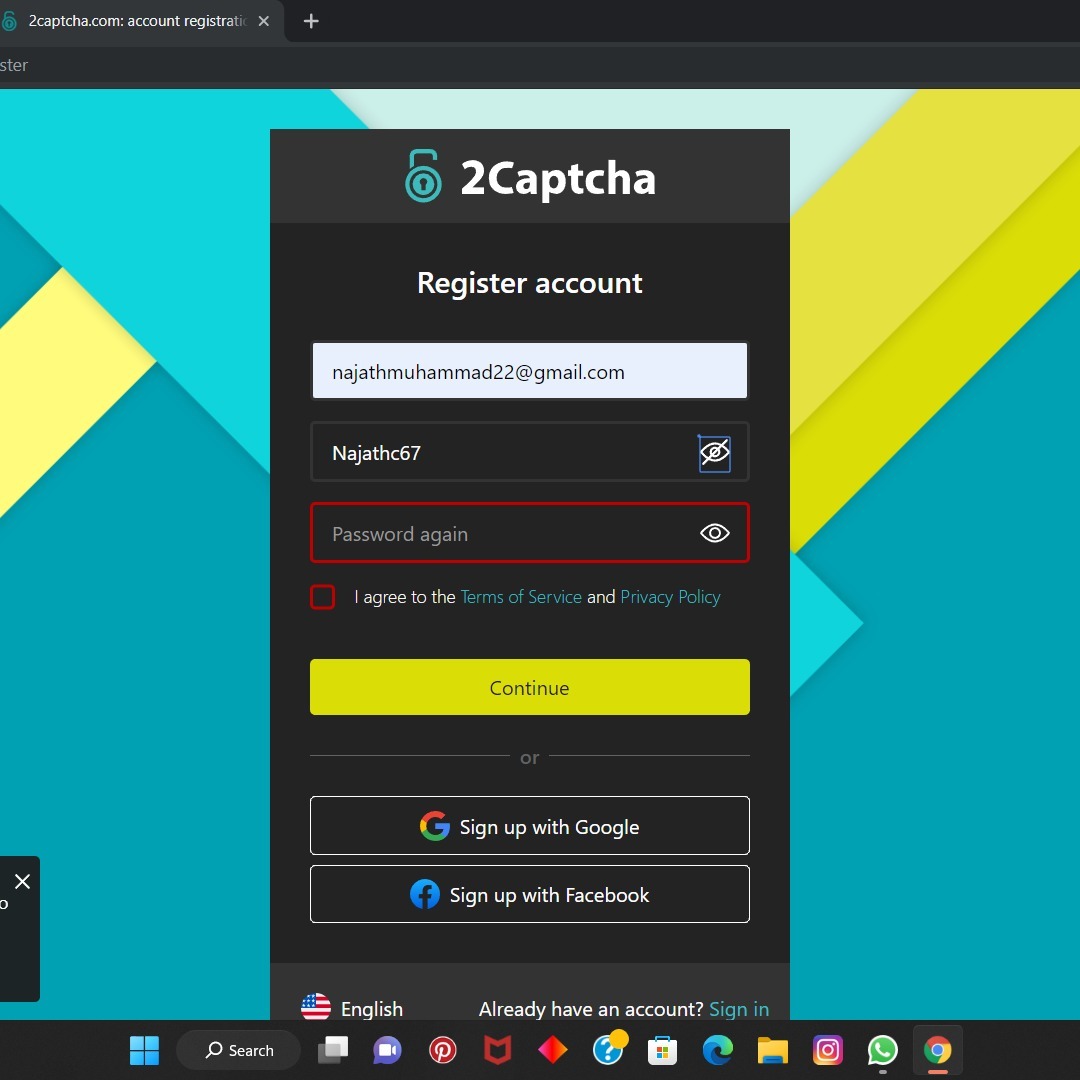 2captcha.com: account registratio
ster
2Captcha
Register account
najathmuhammad22@gmail.com
Najathc67
Password again
I agree to the Terms of Service and Privacy Policy
Continue
or
Sign up with Google
Sign up with Facebook
o
English
Already have an account? Sign in
Search